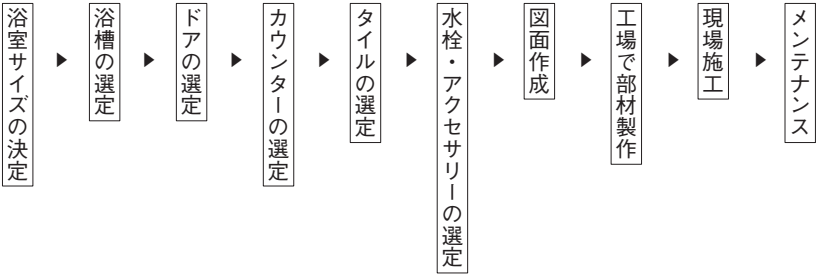 浴室サイズの決定
浴槽の選定
ドアの選定
カウンターの選定
タイルの選定
水栓・アクセサリーの選定
図面作成
工場で部材製作
現場施工
メンテナンス